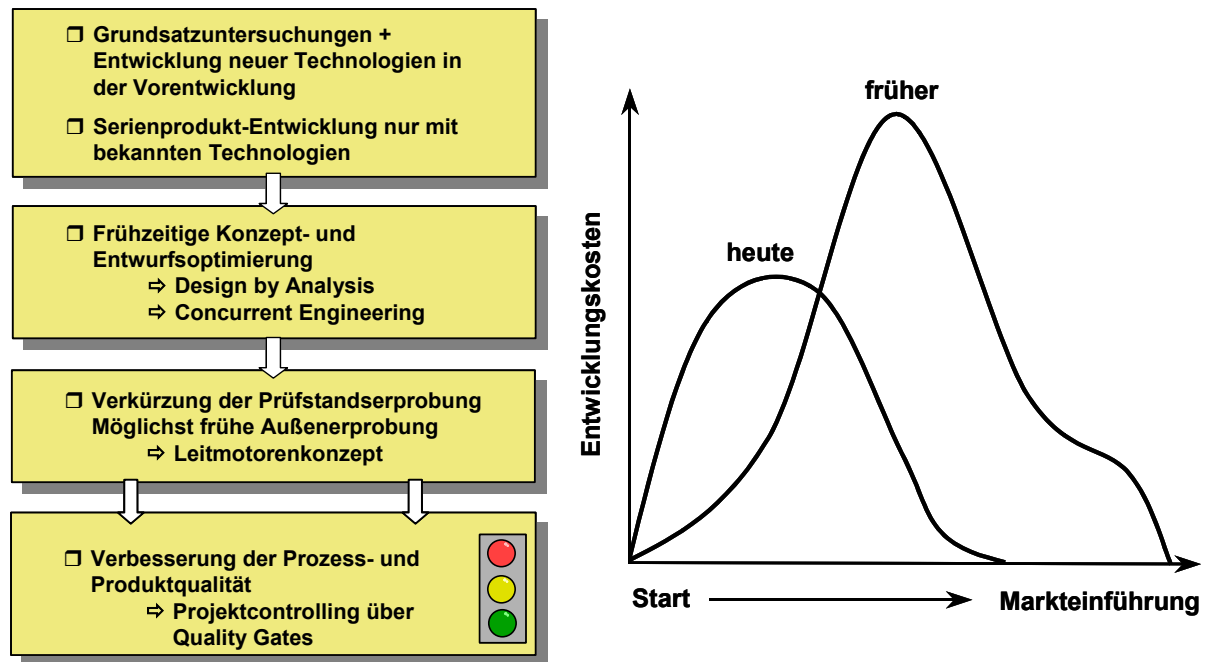 ❒ Grundsatzuntersuchungen +
Entwicklung neuer Technologien in
der Vorentwicklung
❒ Serienprodukt-Entwicklung nur mit
bekannten Technologien
❒ Frühzeitige Konzept- und
Entwurfsoptimierung
⇨ Design by Analysis
⇨ Concurrent Engineering
❒ Verkürzung der Prüfstandserprobung
Möglichst frühe Außenerprobung
⇨ Leitmotorenkonzept
❒ Verbesserung der Prozess- und
Produktqualität
⇨ Projektcontrolling über
Quality Gates
Entwicklungskosten
früher
heute
Start
Markteinführung